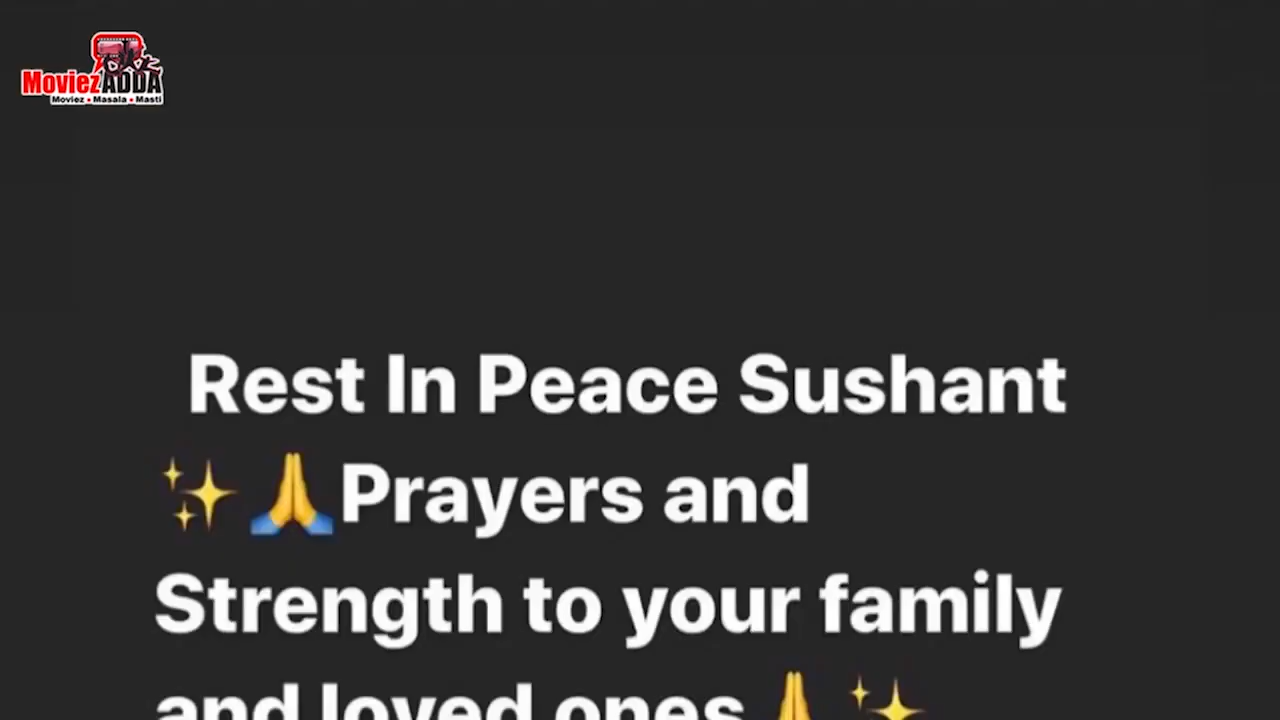 MoviezADDA
Moviez • Masala • Masti
Rest In Peace Sushant
✨🙏Prayers and
Strength to your family
and loved ones🙏✨